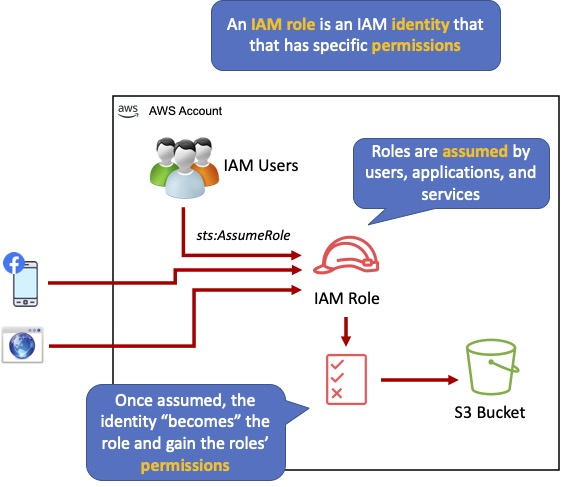 An IAM role is an IAM identity that
that has specific permissions
aws
AWS Account
IAM Users
Roles are assumed by
users, applications, and
services
sts:AssumeRole
IAM Role
Once assumed, the
identity “becomes” the
role and gain the roles’
permissions
S3 Bucket